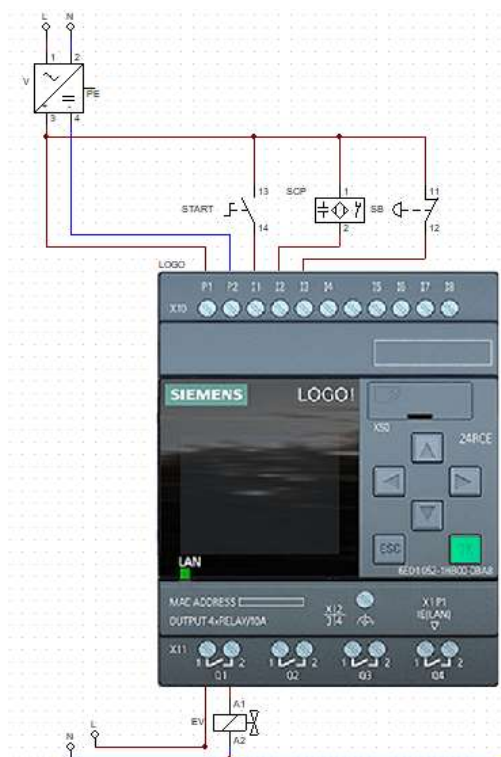 L N
1 2
V
PE
3 4
13 1 11
START SCP SB
14 2 12
LOGO
P1 P2 I1 I2 I3 I4 I5 I6 I7 I8
X10
SIEMENS LOGO!
X50
24RCE
ESC
LAN
6ED1052-1HB00-0BA8
MAC ADDRESS
OUTPUT 4xRELAY/10A
X12
3/4
X1P1
IE(LAN)
X11
1 2 1 2 1 2 1 2
Q1 Q2 Q3 Q4
A1
EV
A2
L
N